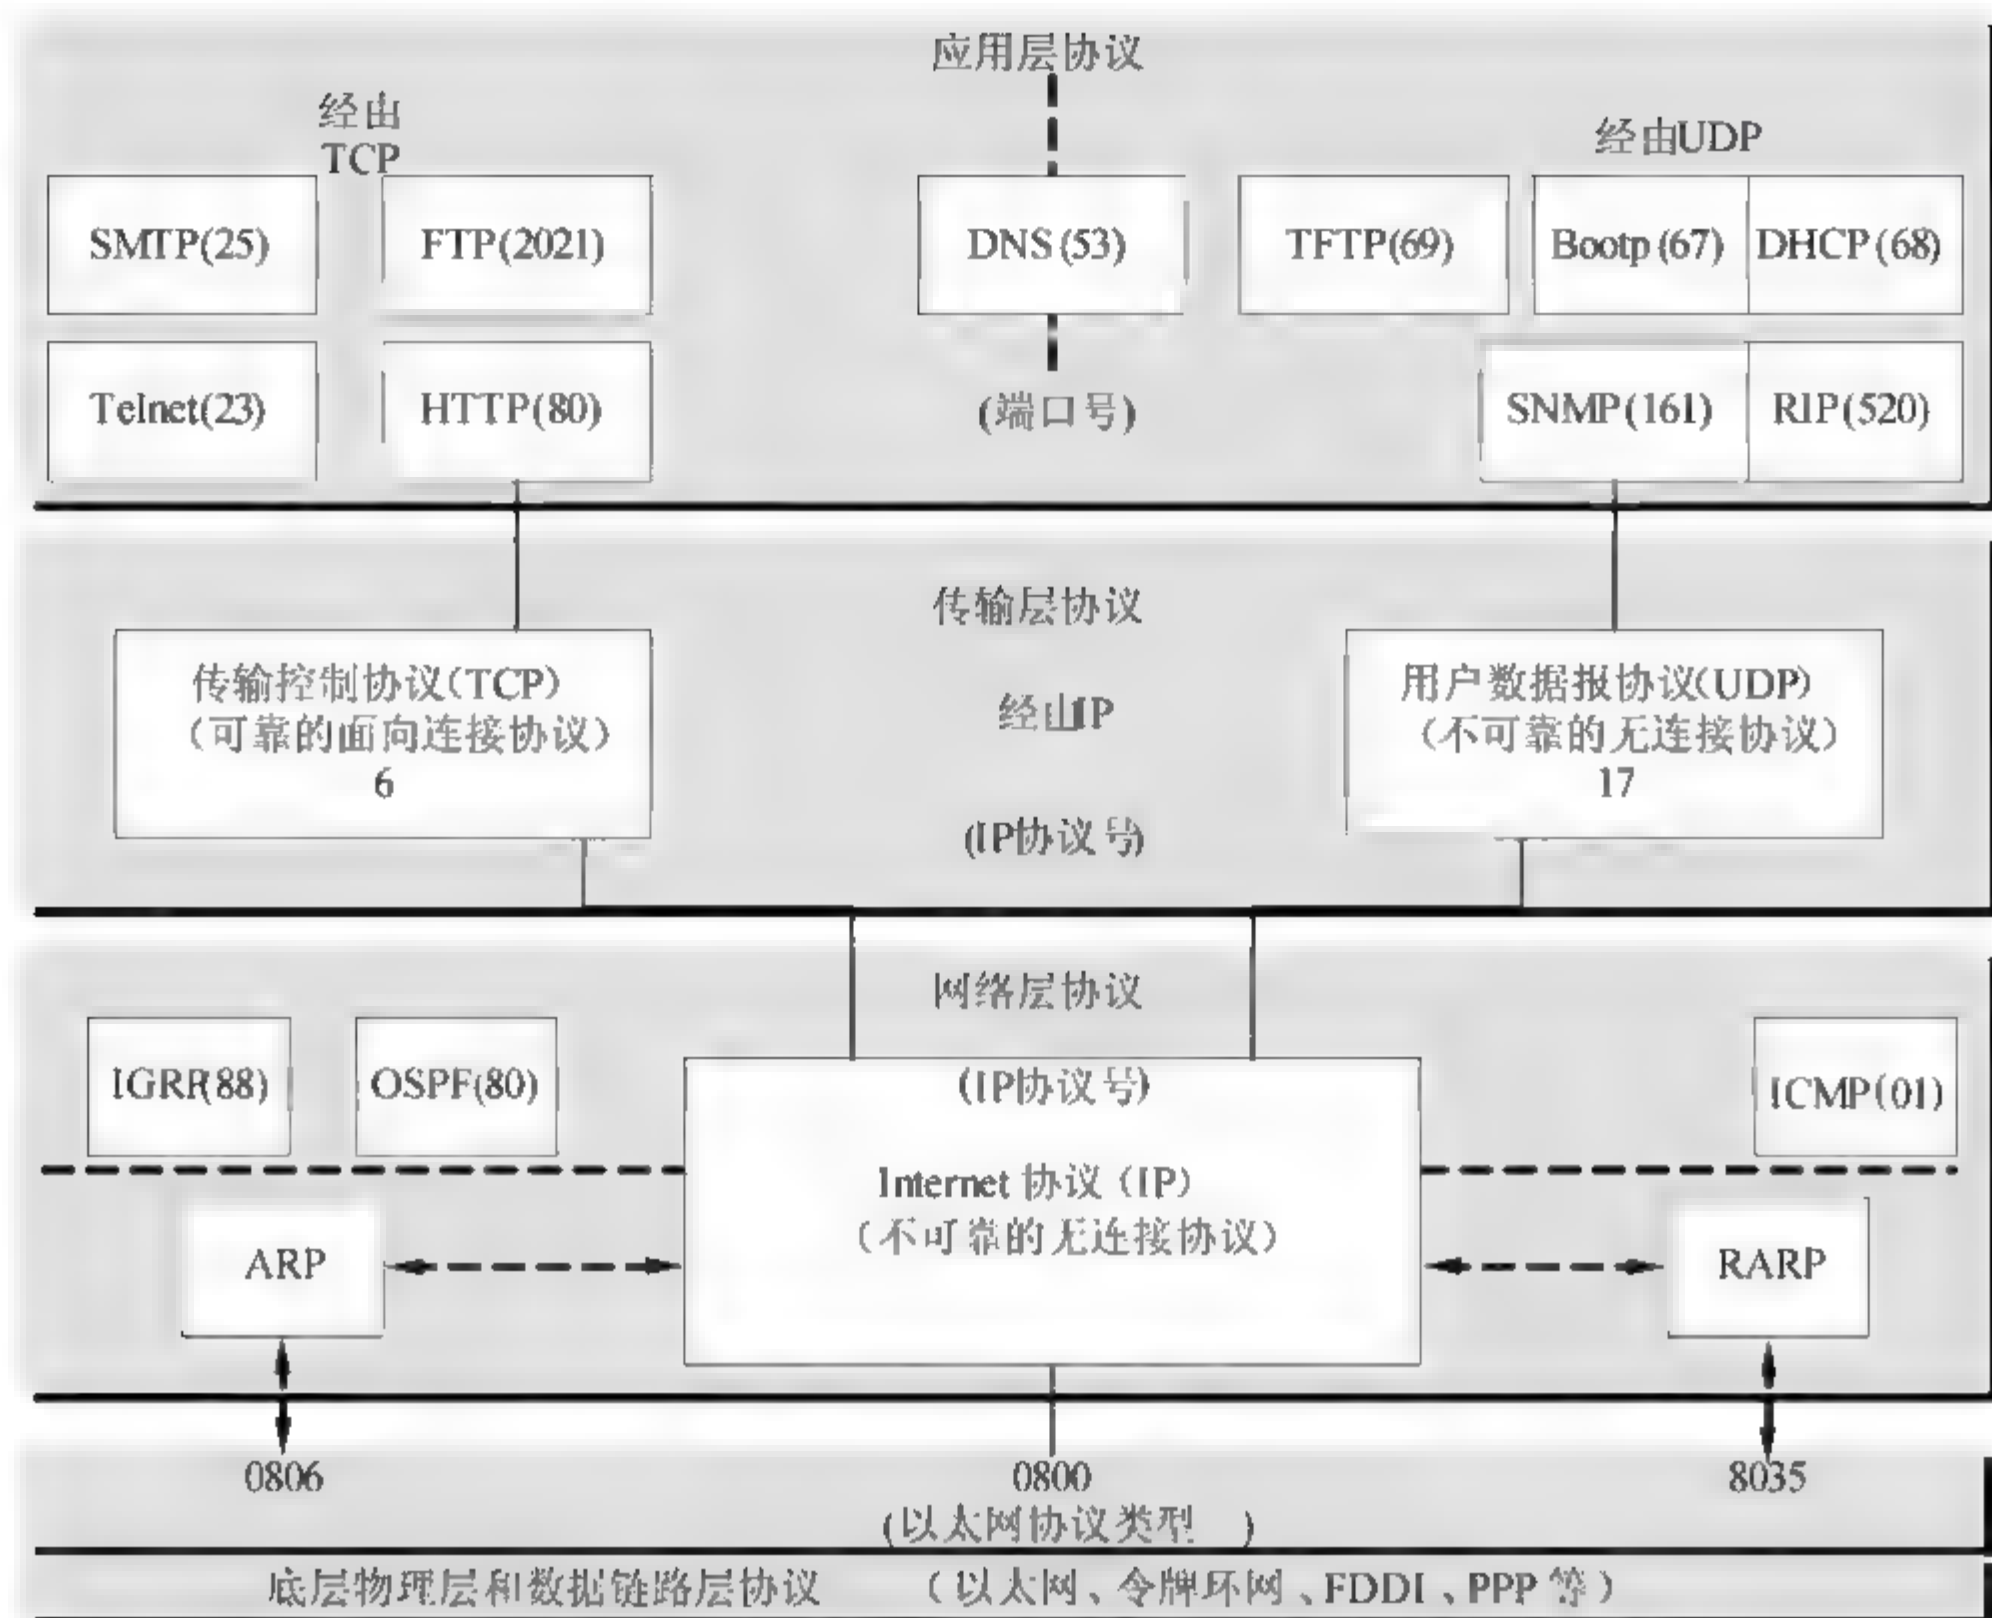 应用层协议
经由
TCP
经由UDP
SMTP(25)
FTP(2021)
DNS(53)
TFTP(69)
Bootp(67)
DHCP(68)
Telnet(23)
HTTP(80)
(端口号)
SNMP(161)
RIP(520)
传输层协议
传输控制协议(TCP)
(可靠的面向连接协议)
6
经由IP
用户数据报协议(UDP)
(不可靠的无连接协议)
17
(IP协议号)
网络层协议
IGRP(88)
OSPF(80)
(IP协议号)
ICMP(01)
Internet 协议(IP)
(不可靠的无连接协议)
ARP
RARP
0806
0800
8035
(以太网协议类型 )
底层物理层和数据链路层协议 (以太网、令牌环网、FDDI、PPP等)